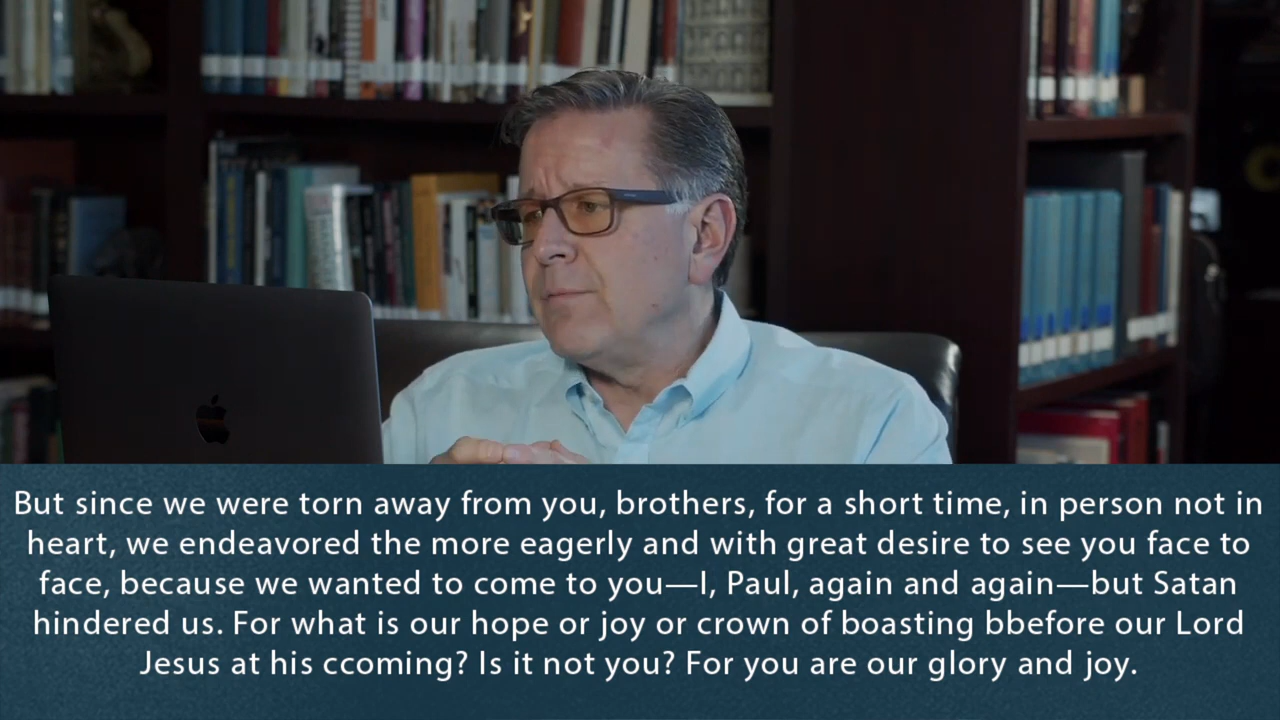 But since we were torn away from you, brothers, for a short time, in person not in
heart, we endeavored the more eagerly and with great desire to see you face to
face, because we wanted to come to you—I, Paul, again and again—but Satan
hindered us. For what is our hope or joy or crown of boasting bbefore our Lord
Jesus at his ccoming? Is it not you? For you are our glory and joy.